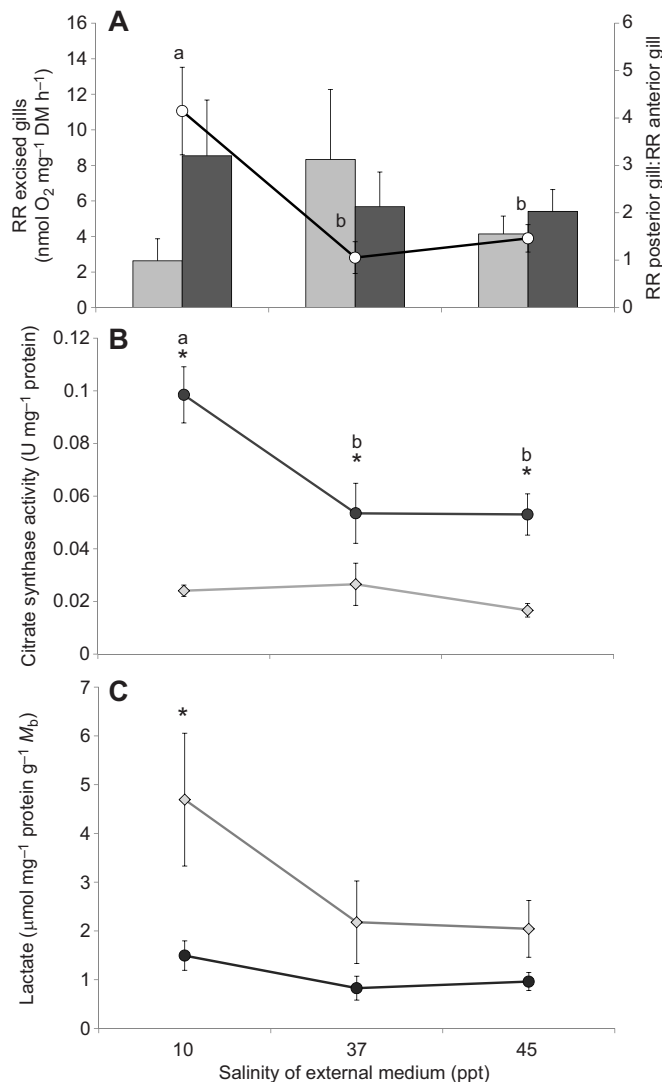 A
RR excised gills
(nmol O₂ mg⁻¹ DM h⁻¹)
16
14
12
10
8
6
4
2
0
a
b
b
6
5
4
3
2
1
0
RR posterior gill:RR anterior gill
B
Citrate synthase activity (U mg⁻¹ protein)
0.12
0.1
0.08
0.06
0.04
0.02
0
a
*
b
*
b
*
C
Lactate (μmol mg⁻¹ protein g⁻¹ M_b)
7
6
5
4
3
2
1
0
*
10 37 45
Salinity of external medium (ppt)